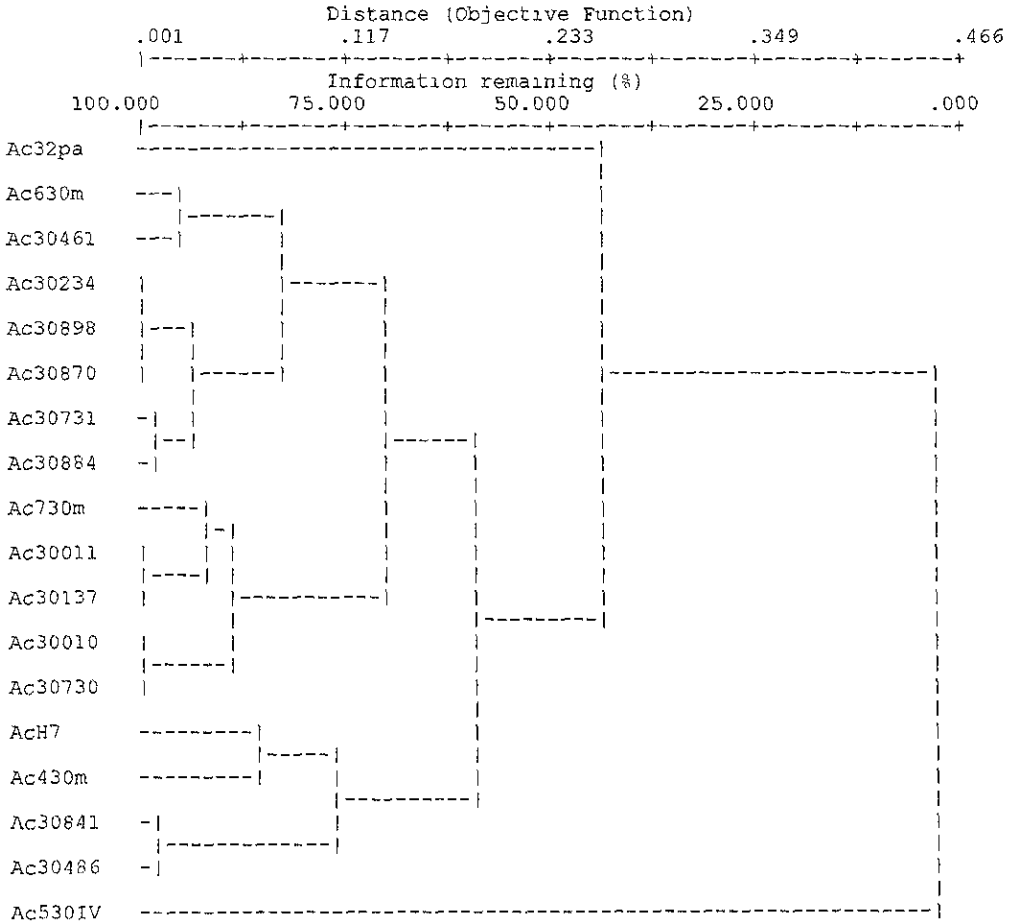 Distance (Objective Function)
.001 .117 .233 .349 .466
Information remaining (%)
100.000 75.000 50.000 25.000 .000
Ac32pa
Ac630m
Ac30461
Ac30234
Ac30898
Ac30870
Ac30731
Ac30884
Ac730m
Ac30011
Ac30137
Ac30010
Ac30730
AcH7
Ac430m
Ac30841
Ac30486
Ac530IV